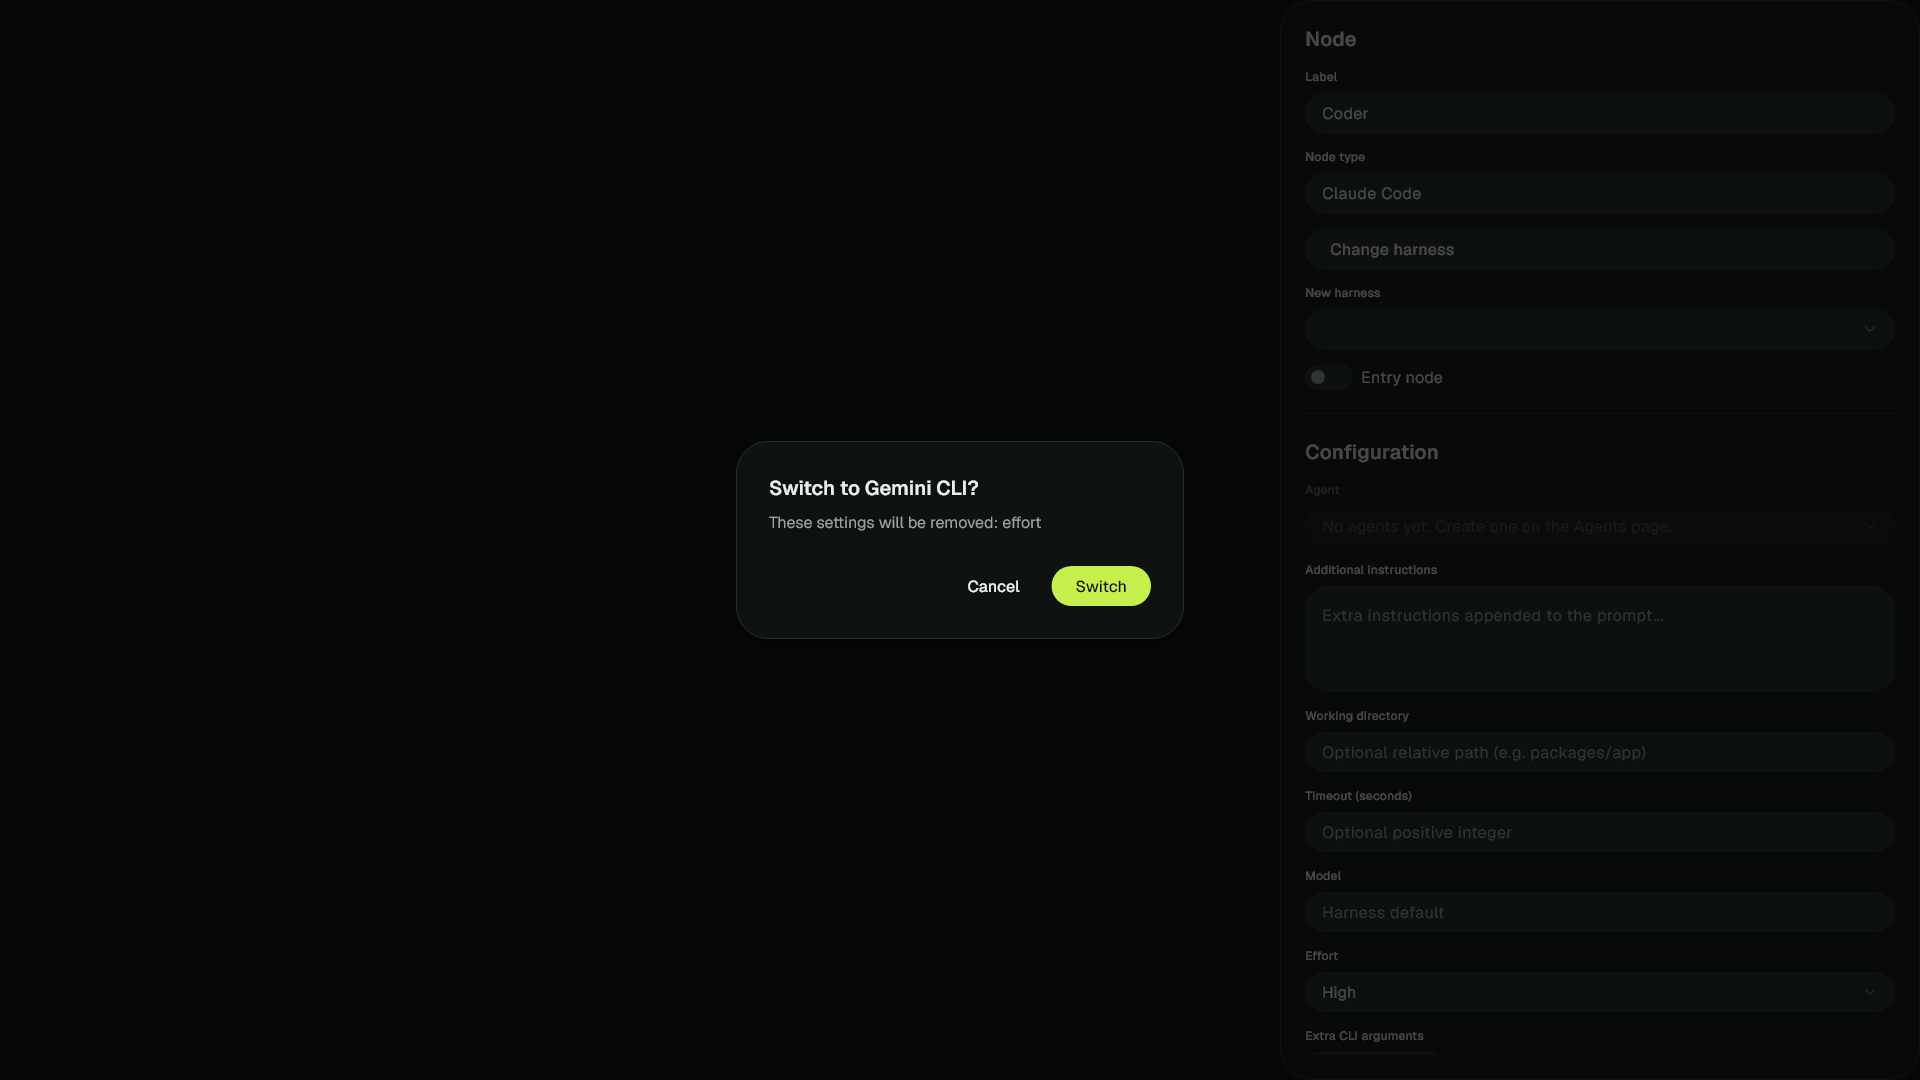 Node
Label
Coder
Node type
Claude Code
Change harness
New harness
Entry node
Configuration
Agent
No agents yet. Create one on the Agents page.
Additional instructions
Extra instructions appended to the prompt...
Working directory
Optional relative path (e.g. packages/app)
Timeout (seconds)
Optional positive integer
Model
Harness default
Effort
High
Extra CLI arguments
Switch to Gemini CLI?
These settings will be removed: effort
Cancel
Switch